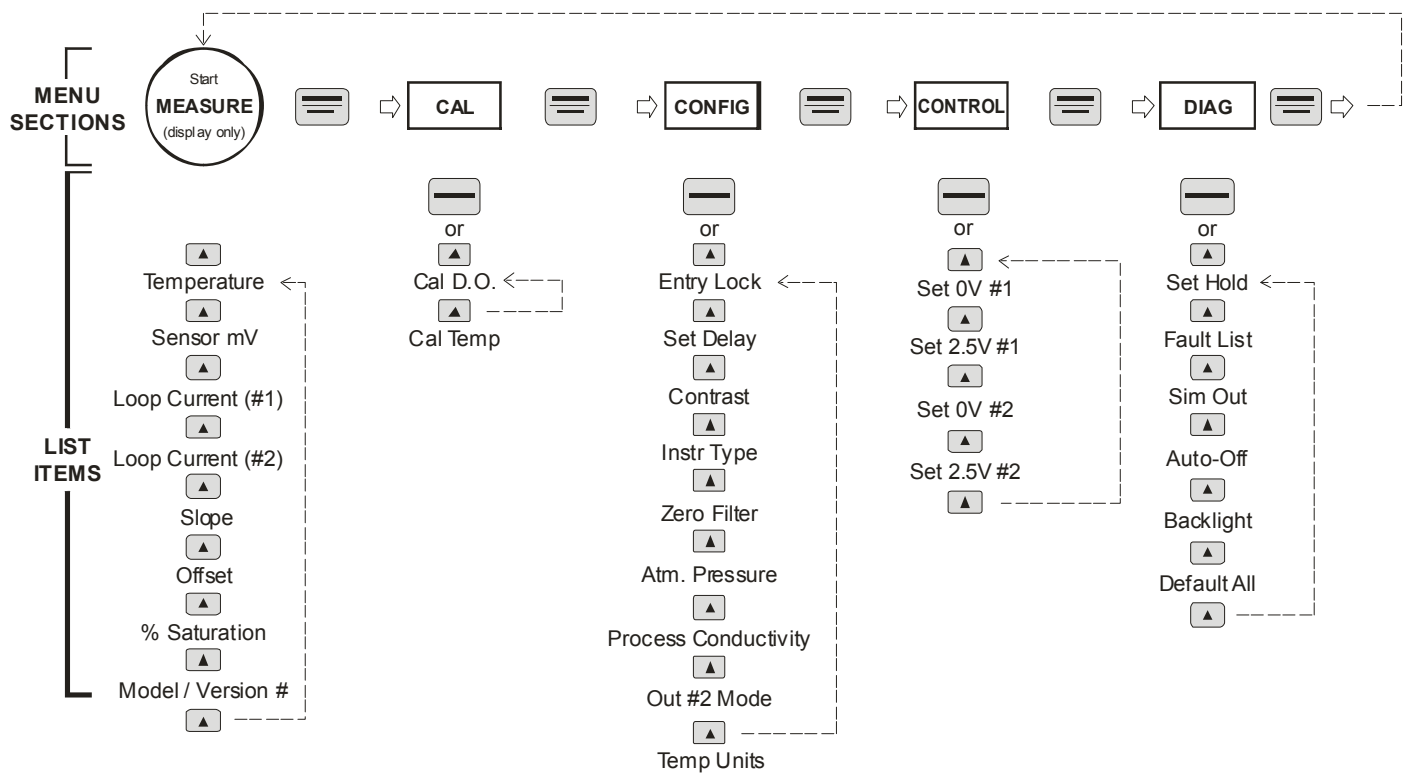 MENU
SECTIONS
Start
MEASURE
(display only)
CAL
CONFIG
CONTROL
DIAG
LIST
ITEMS
Temperature
Sensor mV
Loop Current (#1)
Loop Current (#2)
Slope
Offset
% Saturation
Model / Version #
or
Cal D.O.
Cal Temp
or
Entry Lock
Set Delay
Contrast
Instr Type
Zero Filter
Atm. Pressure
Process Conductivity
Out #2 Mode
Temp Units
or
Set 0V #1
Set 2.5V #1
Set 0V #2
Set 2.5V #2
or
Set Hold
Fault List
Sim Out
Auto-Off
Backlight
Default All